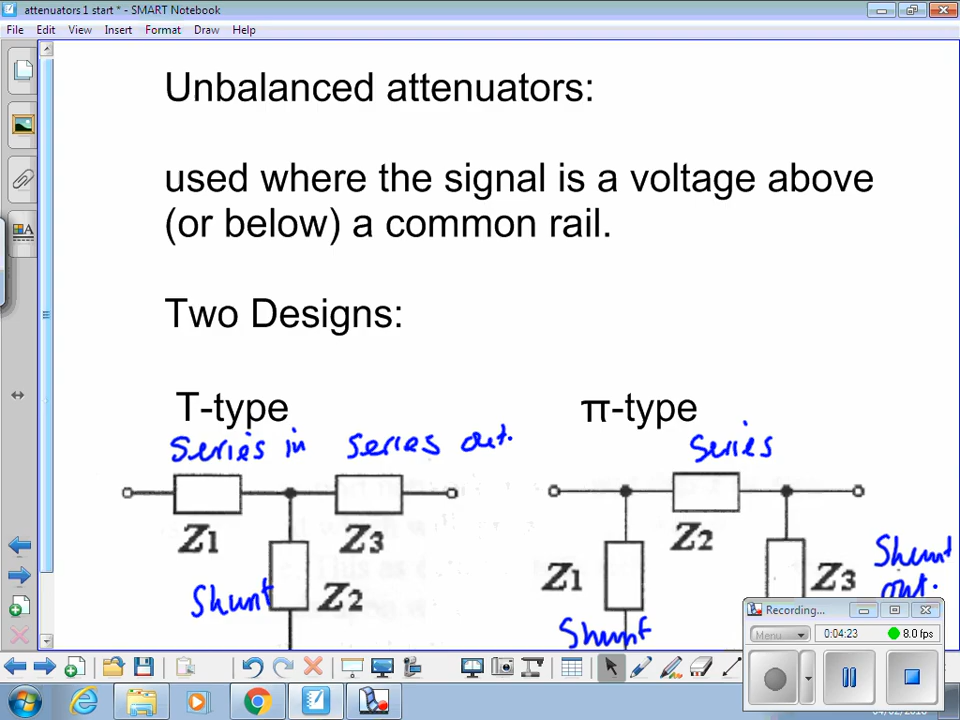 attenuators 1 start * - SMART Notebook
File Edit View Insert Format Draw Help
Unbalanced attenuators:
used where the signal is a voltage above
(or below) a common rail.
Two Designs:
T-type
π-type
Series in Series out.
Series
Z1
Z3
Z2
Shunt
Z2
Z1
Z3
Shunt
out.
Shunt
Recording...
Menu
0:04:23
8.0 fps